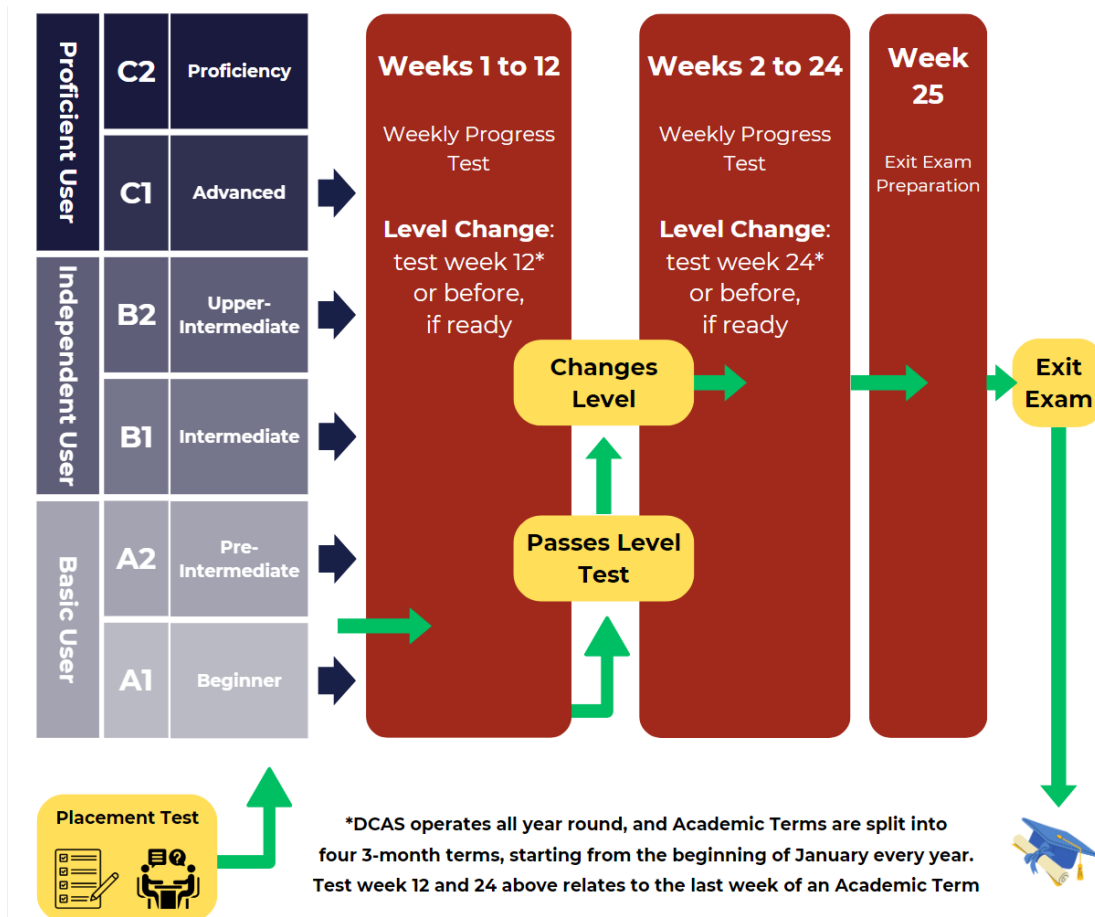 Proficient User
C2
Proficiency
C1
Advanced
Independent User
B2
Upper-
Intermediate
B1
Intermediate
Basic User
A2
Pre-
Intermediate
A1
Beginner
Weeks 1 to 12
Weekly Progress
Test
Level Change:
test week 12*
or before,
if ready
Weeks 2 to 24
Weekly Progress
Test
Level Change:
test week 24*
or before,
if ready
Week
25
Exit Exam
Preparation
Changes
Level
Passes Level
Test
Exit
Exam
Placement Test
*DCAS operates all year round, and Academic Terms are split into
four 3-month terms, starting from the beginning of January every year.
Test week 12 and 24 above relates to the last week of an Academic Term